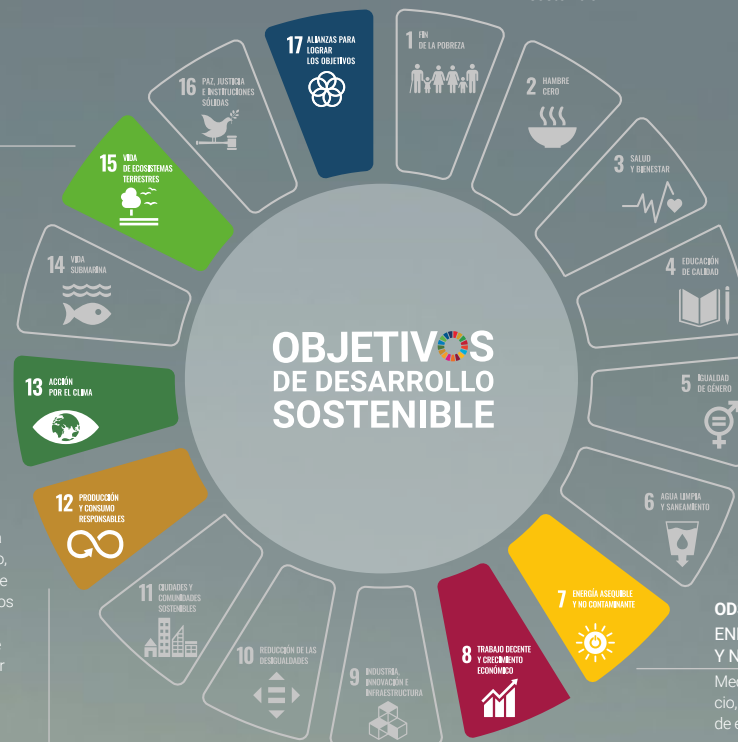 OBJETIVOS
DE DESARROLLO
SOSTENIBLE
1 FIN
DE LA POBREZA
2 HAMBRE
CERO
3 SALUD
Y BIENESTAR
4 EDUCACIÓN
DE CALIDAD
5 IGUALDAD
DE GÉNERO
6 AGUA LIMPIA
Y SANEAMIENTO
7 ENERGÍA ASEQUIBLE
Y NO CONTAMINANTE
8 TRABAJO DECENTE
Y CRECIMIENTO
ECONÓMICO
9 INDUSTRIA,
INNOVACIÓN E
INFRAESTRUCTURA
10 REDUCCIÓN DE LAS
DESIGUALDADES
11 CIUDADES Y
COMUNIDADES
SOSTENIBLES
12 PRODUCCIÓN
Y CONSUMO
RESPONSABLES
13 ACCIÓN
POR EL CLIMA
14 VIDA
SUBMARINA
15 VIDA
DE ECOSISTEMAS
TERRESTRES
16 PAZ, JUSTICIA
E INSTITUCIONES
SÓLIDAS
17 ALIANZAS PARA
LOGRAR
LOS OBJETIVOS
Y N
cio,
de